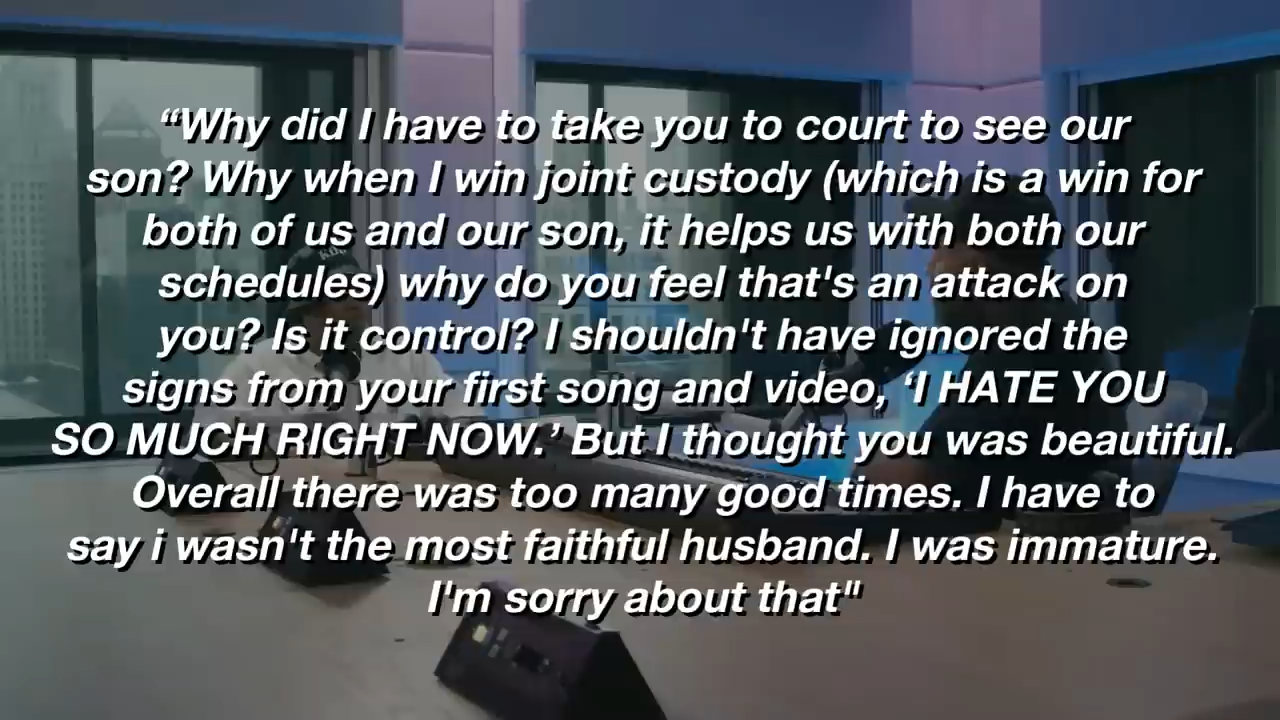 “Why did I have to take you to court to see our
son? Why when I win joint custody (which is a win for
both of us and our son, it helps us with both our
schedules) why do you feel that's an attack on
you? Is it control? I shouldn't have ignored the
signs from your first song and video, ‘I HATE YOU
SO MUCH RIGHT NOW.’ But I thought you was beautiful.
Overall there was too many good times. I have to
say i wasn't the most faithful husband. I was immature.
I'm sorry about that"